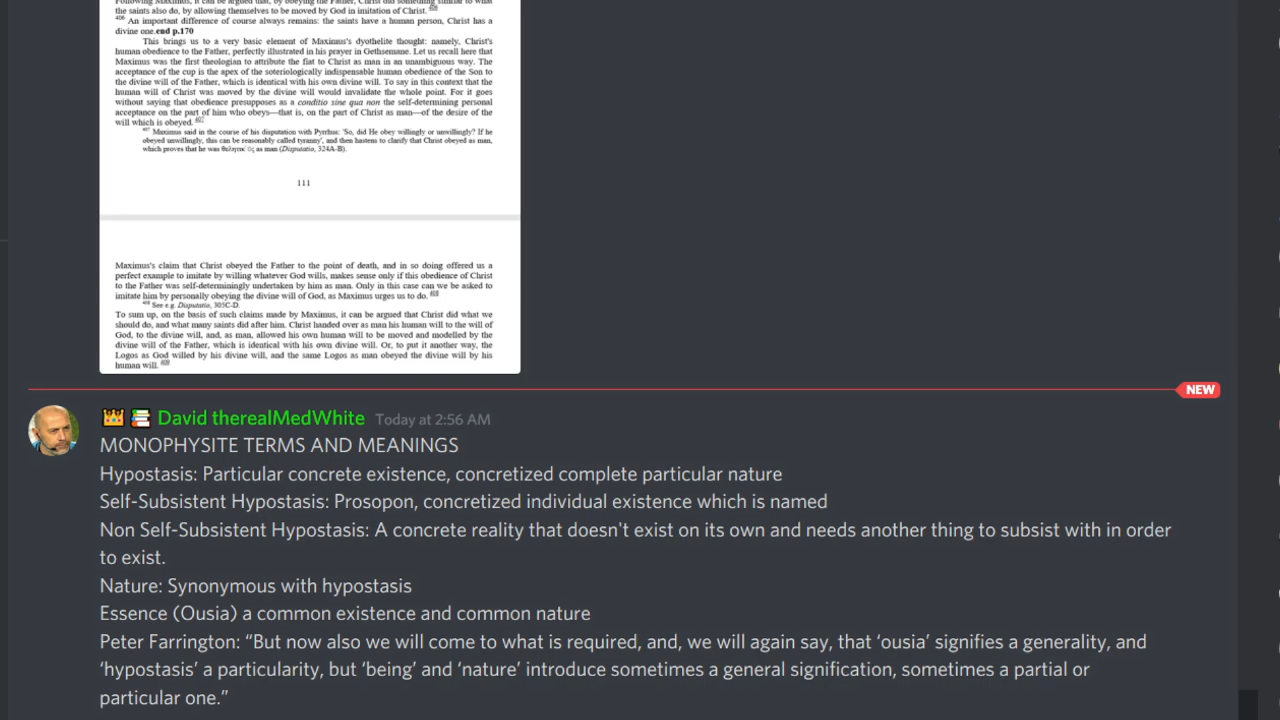 Following Maximus, it can be argued that, by obeying the Father, Christ did something similar to what
the saints also do, by allowing themselves to be moved by God in imitation of Christ. 406
406 An important difference of course always remains: the saints have a human person, Christ has a
divine one.end p.170
This brings us to a very basic element of Maximus's dyothelite thought: namely, Christ's
human obedience to the Father, perfectly illustrated in his prayer in Gethsemane. Let us recall here that
Maximus was the first theologian to attribute the fiat to Christ as man in an unambiguous way. The
acceptance of the cup is the apex of the soteriologically indispensable human obedience of the Son to
the divine will of the Father, which is identical with his own divine will. To say in this context that the
human will of Christ was moved by the divine will would invalidate the whole point. For it goes
without saying that obedience presupposes as a conditio sine qua non the self-determining personal
acceptance on the part of him who obeys—that is, on the part of Christ as man—of the desire of the
will which is obeyed. 407
407 Maximus said in the course of his disputation with Pyrrhus: 'So, did He obey willingly or unwillingly? If he
obeyed unwillingly, this can be reasonably called tyranny', and then hastens to clarify that Christ obeyed as man,
which proves that he was as man (Disputatio, 324A-B).
111
Maximus's claim that Christ obeyed the Father to the point of death, and in so doing offered us a
perfect example to imitate by willing whatever God wills, makes sense only if this obedience of Christ
to the Father was self-determiningly undertaken by him as man. Only in this case can we be asked to
imitate him by personally obeying the divine will of God, as Maximus urges us to do. 408
408 See e.g. Disputatio, 305C-D.
To sum up, on the basis of such claims made by Maximus, it can be argued that Christ did what we
should do, and what many saints did after him. Christ handed over as man his human will to the will of
God, to the divine will, and, as man, allowed his own human will to be moved and modelled by the
divine will of the Father, which is identical with his own divine will. Or, to put it another way, the
Logos as God willed by his divine will, and the same Logos as man obeyed the divine will by his
human will. 409
NEW
David therealMedWhite Today at 2:56 AM
MONOPHYSITE TERMS AND MEANINGS
Hypostasis: Particular concrete existence, concretized complete particular nature
Self-Subsistent Hypostasis: Prosopon, concretized individual existence which is named
Non Self-Subsistent Hypostasis: A concrete reality that doesn't exist on its own and needs another thing to subsist with in order
to exist.
Nature: Synonymous with hypostasis
Essence (Ousia) a common existence and common nature
Peter Farrington: “But now also we will come to what is required, and, we will again say, that ‘ousia’ signifies a generality, and
‘hypostasis’ a particularity, but ‘being’ and ‘nature’ introduce sometimes a general signification, sometimes a partial or
particular one.”